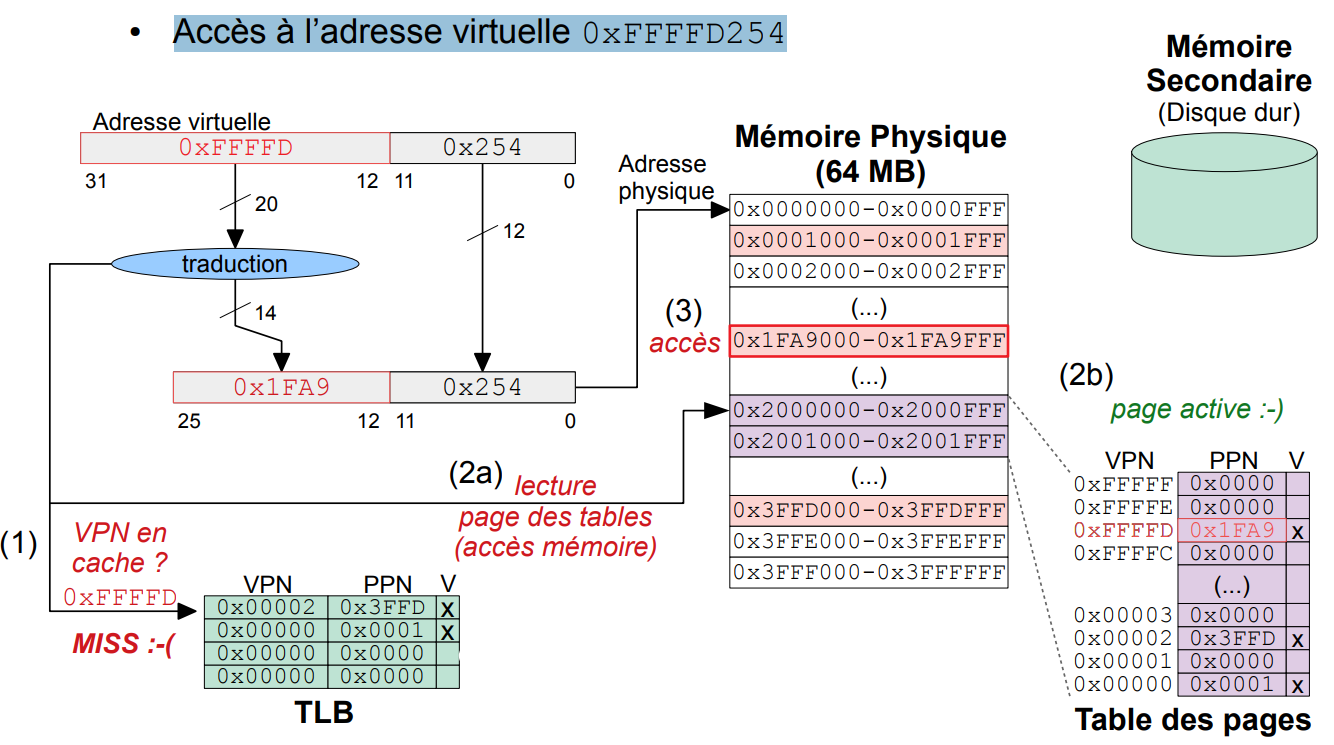 • Accès à l'adresse virtuelle 0xFFFFD254
Mémoire
Secondaire
(Disque dur)
Adresse virtuelle
0xFFFFD 0x254
31 12 11 0
20
12
traduction
14
0x1FA9 0x254
25 12 11 0
Adresse
physique
Mémoire Physique
(64 MB)
0x0000000-0x0000FFF
0x0001000-0x0001FFF
0x0002000-0x0002FFF
(...)
0x1FA9000-0x1FA9FFF
(...)
0x2000000-0x2000FFF
0x2001000-0x2001FFF
(...)
0x3FFD000-0x3FFDFFF
0x3FFE000-0x3FFEFFF
0x3FFF000-0x3FFFFFF
(3)
accès
(2a) lecture
page des tables
(accès mémoire)
(1)
VPN en
cache ?
0xFFFFD
MISS :-(
VPN PPN V
0x00002 0x3FFD x
0x00000 0x0001 x
0x00000 0x0000
0x00000 0x0000
TLB
(2b)
page active :-)
VPN PPN V
0xFFFFF 0x0000
0xFFFFE 0x0000
0xFFFFD 0x1FA9 x
0xFFFFC 0x0000
(...)
0x00003 0x0000
0x00002 0x3FFD x
0x00001 0x0000
0x00000 0x0001 x
Table des pages